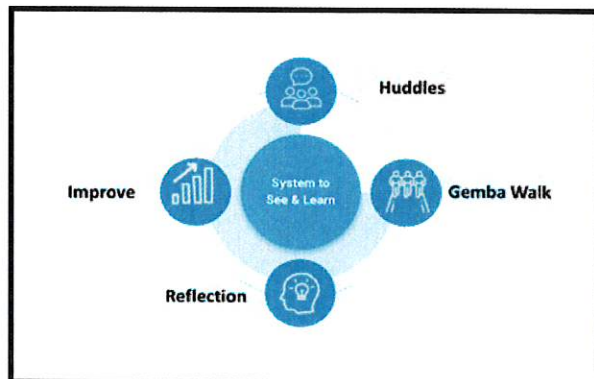 Huddles
System to
See & Learn
Improve
Gemba Walk
Reflection